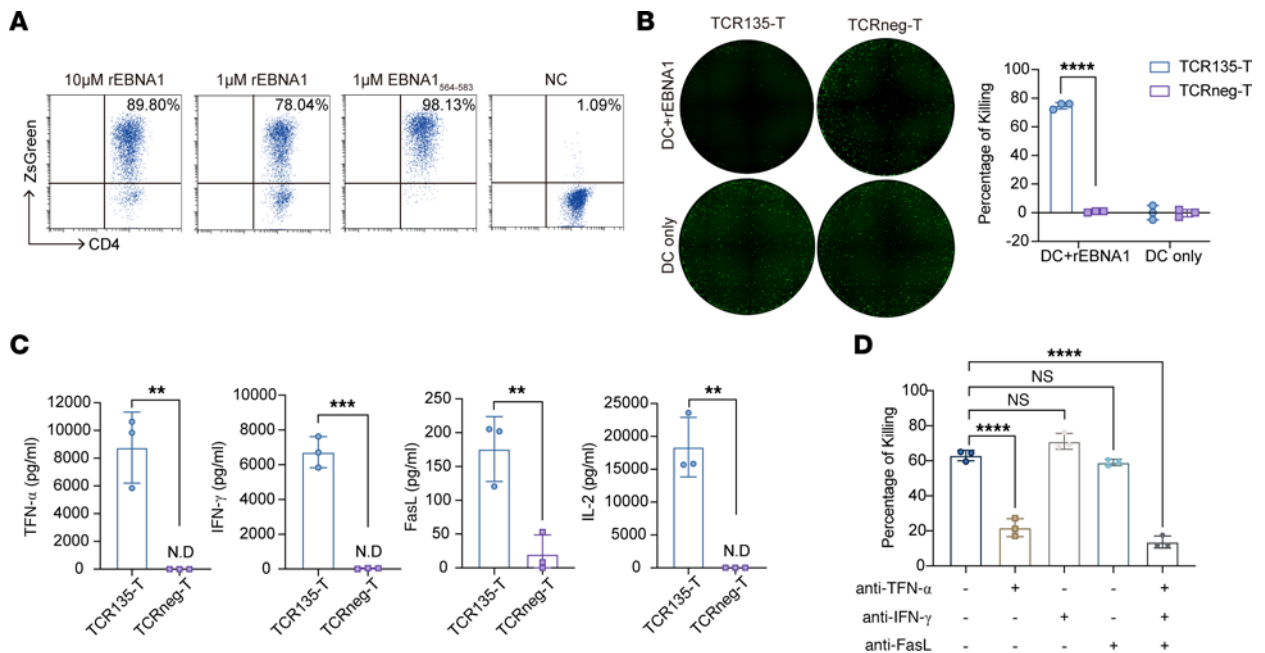 A
10µM rEBNA1
1µM rEBNA1
1µM EBNA1564-583
NC
89.80%
78.04%
98.13%
1.09%
ZsGreen
CD4
B
TCR135-T
TCRneg-T
DC+rEBNA1
DC only
Percentage of Killing
100
80
60
40
20
0
-20
****
DC+rEBNA1
DC only
TCR135-T
TCRneg-T
C
TFN-α (pg/ml)
12000
10000
8000
6000
4000
2000
0
**
N.D
TCR135-T
TCRneg-T
IFN-γ (pg/ml)
10000
8000
6000
4000
2000
0
***
N.D
TCR135-T
TCRneg-T
FasL (pg/ml)
250
200
150
100
50
0
**
TCR135-T
TCRneg-T
IL-2 (pg/ml)
25000
20000
15000
10000
5000
0
**
N.D
TCR135-T
TCRneg-T
D
Percentage of Killing
100
80
60
40
20
0
****
NS
NS
****
anti-TFN-α - + - - +
anti-IFN-γ - - + - +
anti-FasL - - - + +